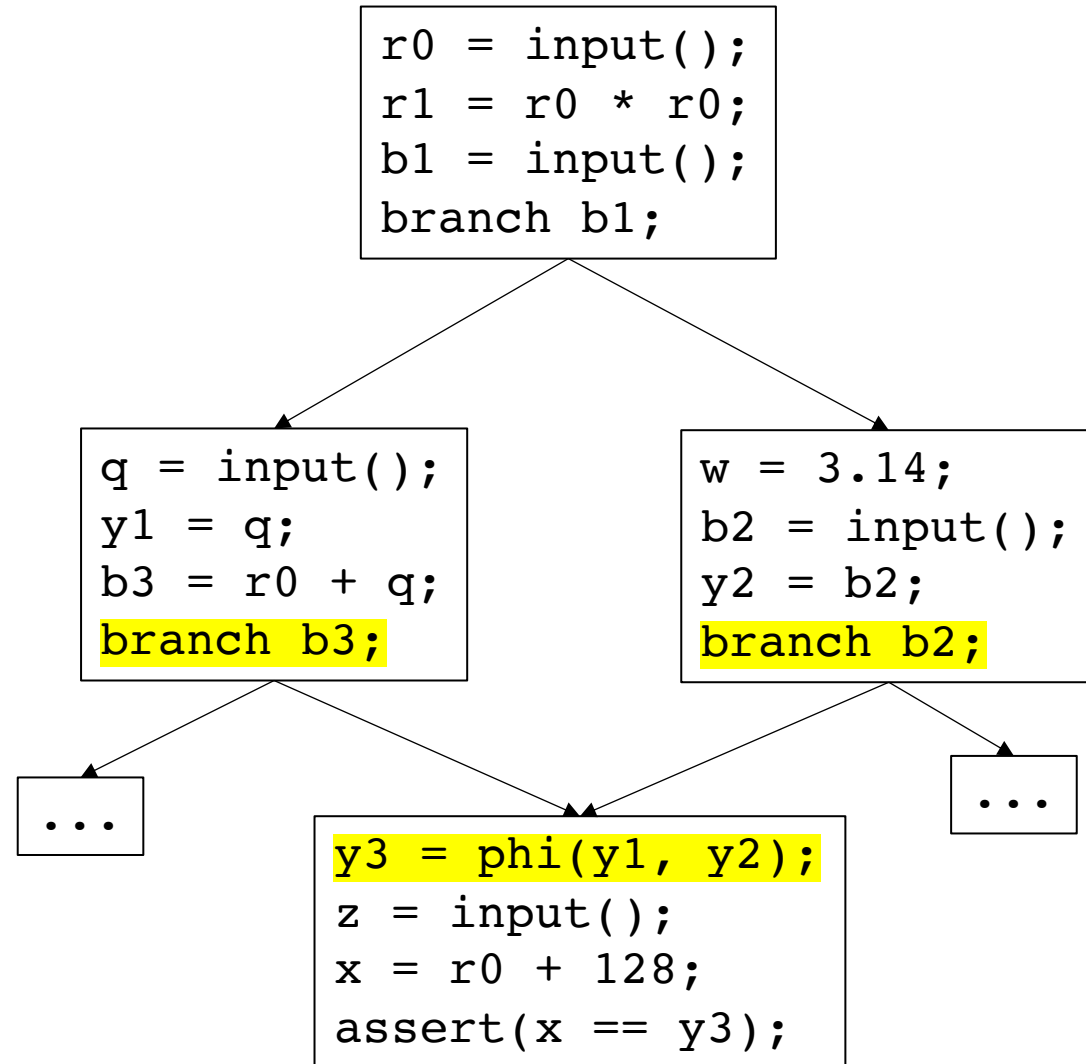 r0 = input();
r1 = r0 * r0;
b1 = input();
branch b1;
q = input();
y1 = q;
b3 = r0 + q;
branch b3;
w = 3.14;
b2 = input();
y2 = b2;
branch b2;
...
...
y3 = phi(y1, y2);
z = input();
x = r0 + 128;
assert(x == y3);